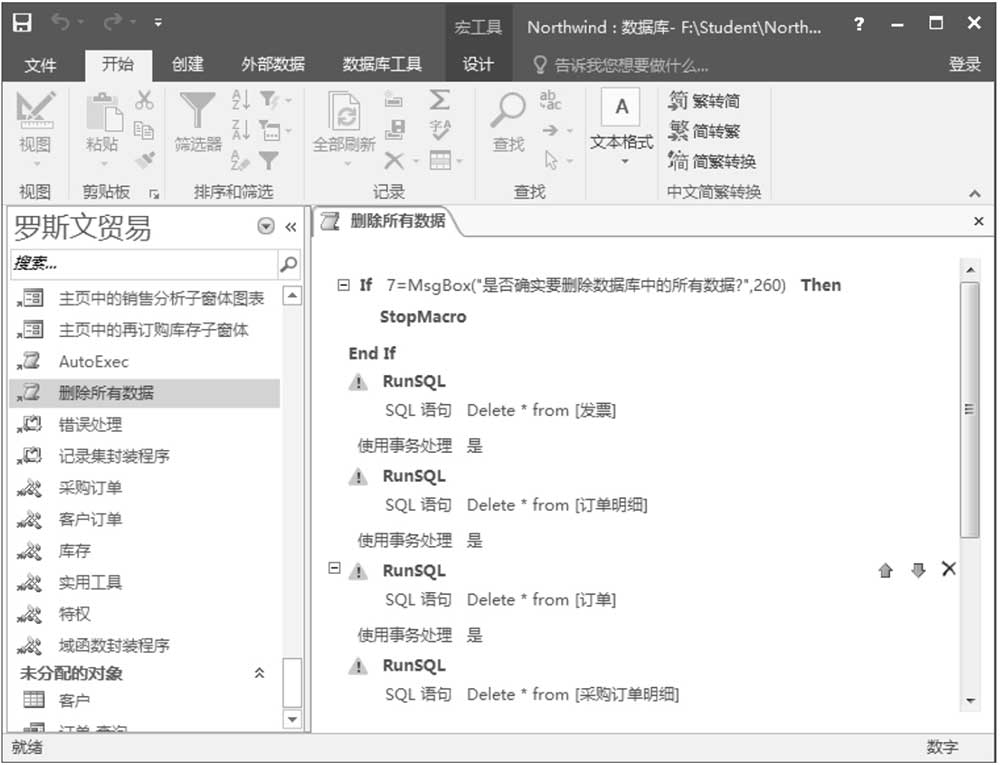 宏工具
Northwind : 数据库- F:\Student\North...
?
文件
开始
创建
外部数据
数据库工具
设计
告诉我您想要做什么...
登录
视图
粘贴
筛选器
全部刷新
查找
文本格式
繁转简
简转繁
简繁转换
视图
剪贴板
排序和筛选
记录
查找
中文简繁转换
罗斯文贸易
搜索...
主页中的销售分析子窗体图表
主页中的再订购库存子窗体
AutoExec
删除所有数据
错误处理
记录集封装程序
采购订单
客户订单
库存
实用工具
特权
域函数封装程序
未分配的对象
客户
订单 查询
删除所有数据
If 7=MsgBox("是否确实要删除数据库中的所有数据?",260) Then
StopMacro
End If
RunSQL
SQL 语句 Delete * from [发票]
使用事务处理 是
RunSQL
SQL 语句 Delete * from [订单明细]
使用事务处理 是
RunSQL
SQL 语句 Delete * from [订单]
使用事务处理 是
RunSQL
SQL 语句 Delete * from [采购订单明细]
就绪
数字